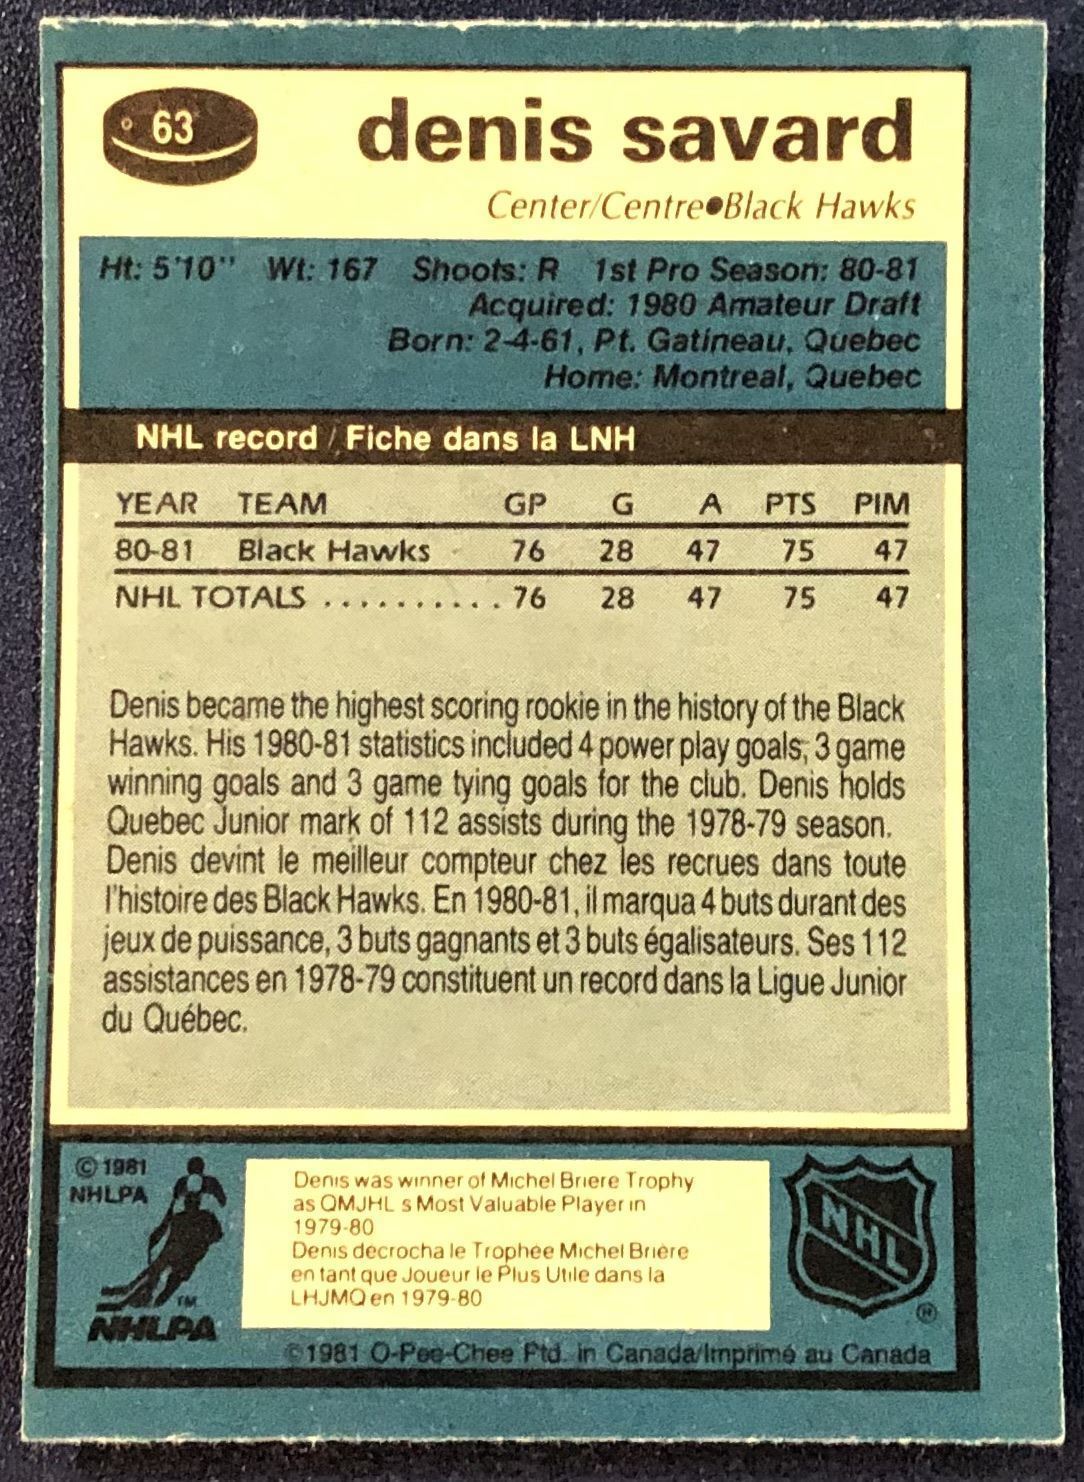 63
denis savard
Center/Centre●Black Hawks
Ht: 5'10" Wt: 167 Shoots: R 1st Pro Season: 80-81
Acquired: 1980 Amateur Draft
Born: 2-4-61, Pt. Gatineau, Quebec
Home: Montreal, Quebec
NHL record / Fiche dans la LNH
YEAR TEAM GP G A PTS PIM
80-81 Black Hawks 76 28 47 75 47
NHL TOTALS .......... 76 28 47 75 47
Denis became the highest scoring rookie in the history of the Black
Hawks. His 1980-81 statistics included 4 power play goals, 3 game
winning goals and 3 game tying goals for the club. Denis holds
Quebec Junior mark of 112 assists during the 1978-79 season.
Denis devint le meilleur compteur chez les recrues dans toute
l'histoire des Black Hawks. En 1980-81, il marqua 4 buts durant des
jeux de puissance, 3 buts gagnants et 3 buts égalisateurs. Ses 112
assistances en 1978-79 constituent un record dans la Ligue Junior
du Québec.
© 1981
NHLPA
TM
NHLPA
Denis was winner of Michel Briere Trophy
as QMJHL s Most Valuable Player in
1979-80
Denis decrocha le Trophée Michel Brière
en tant que Joueur le Plus Utile dans la
LHJMQ en 1979-80
NHL
®
©1981 O-Pee-Chee Ptd. in Canada/Imprimé au Canada